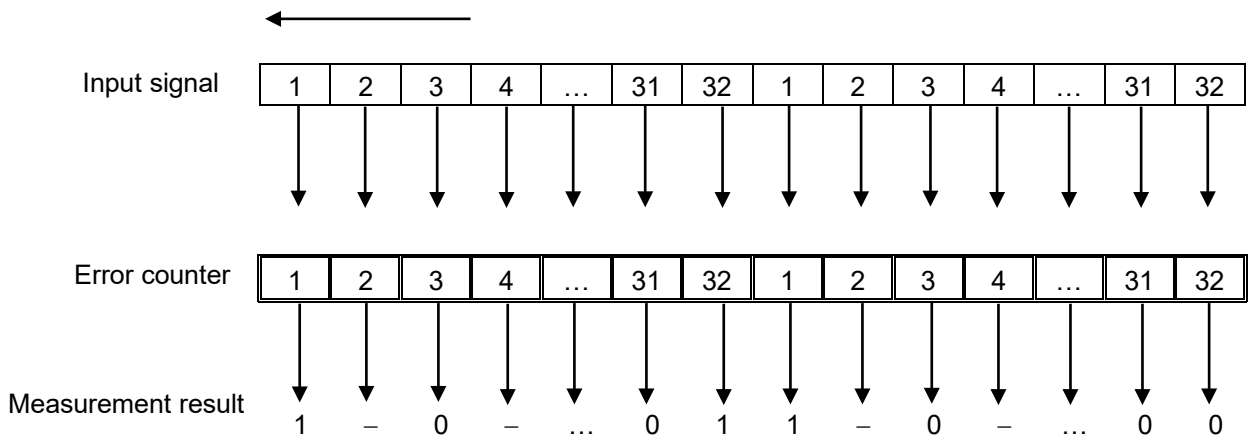 Input signal 1 2 3 4 … 31 32 1 2 3 4 … 31 32
Error counter 1 2 3 4 … 31 32 1 2 3 4 … 31 32
Measurement result 1 – 0 – … 0 1 1 – 0 – … 0 0